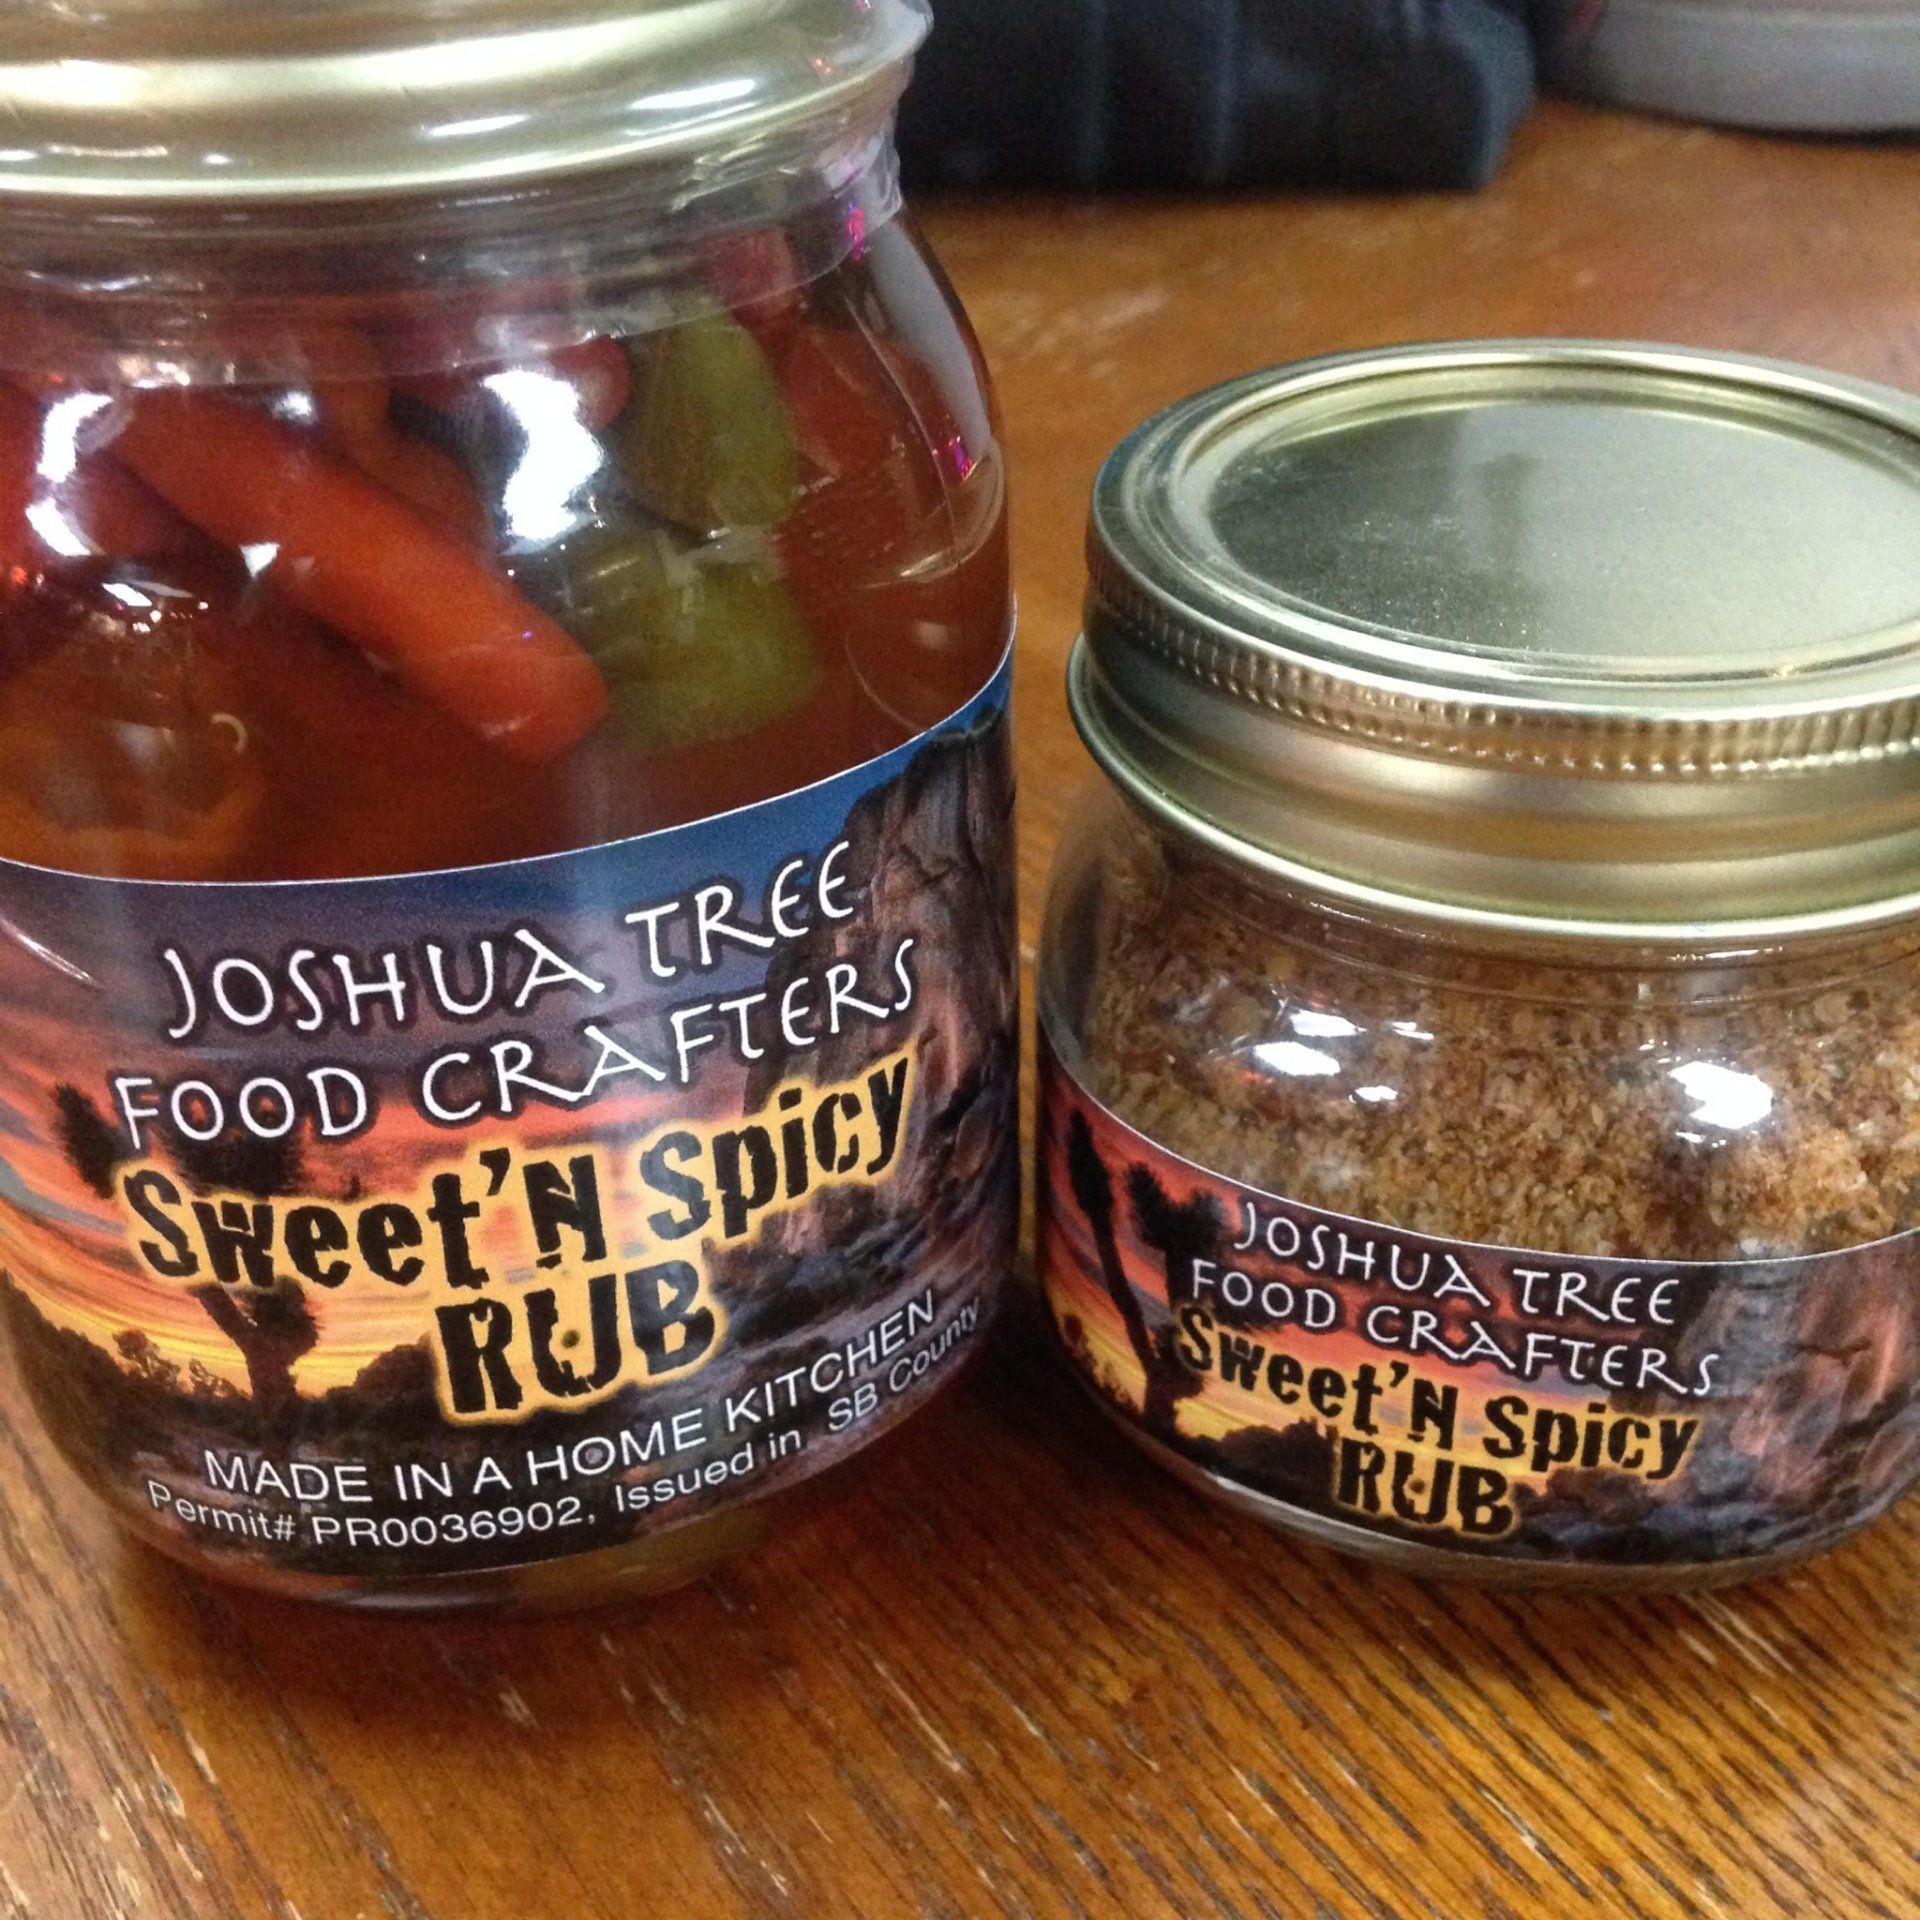 JOSHUA TREE
FOOD CRAFTERS
Sweet'N Spicy
RUB
MADE IN A HOME KITCHEN
Permit# PR0036902, Issued in SB County
JOSHUA TREE
FOOD CRAFTERS
Sweet'N Spicy
RUB